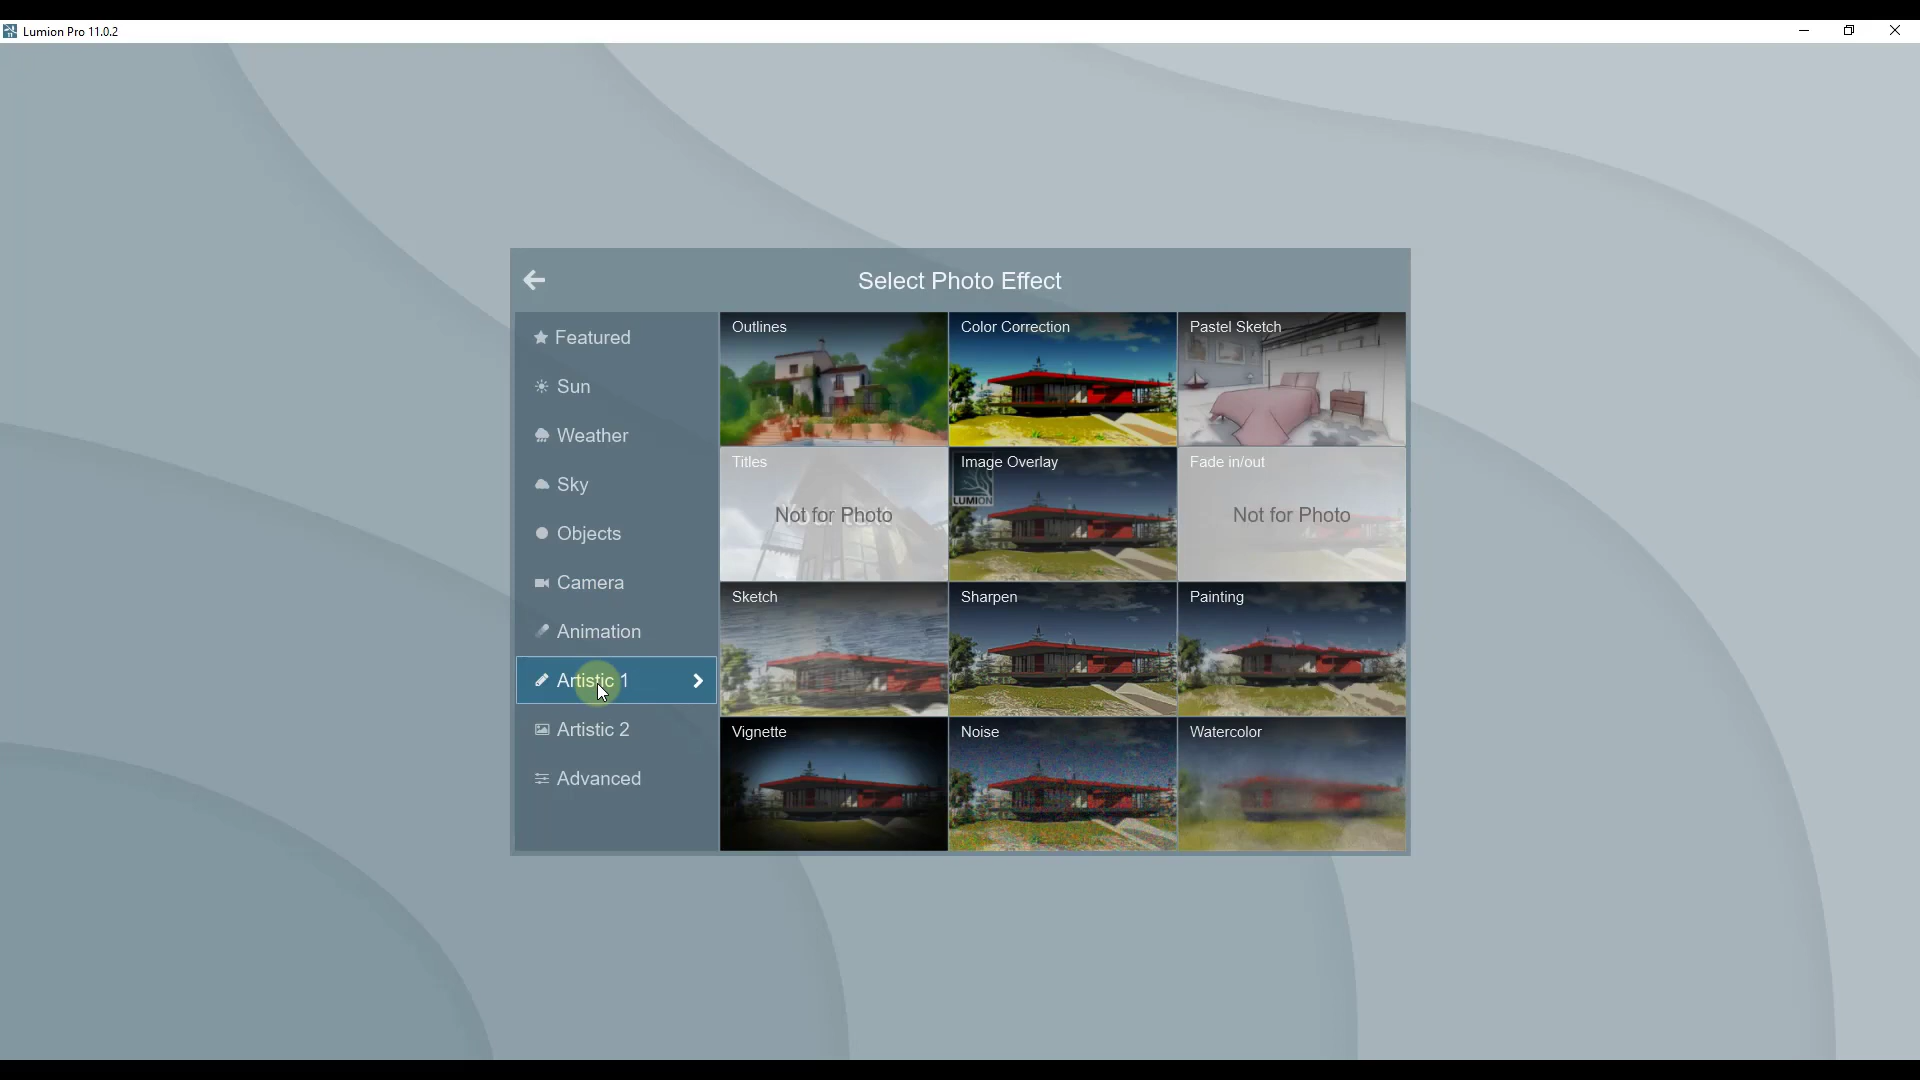 Lumion Pro 11.0.2
Select Photo Effect
Featured
Sun
Weather
Sky
Objects
Camera
Animation
Artistic 1
Artistic 2
Advanced
Outlines
Color Correction
Pastel Sketch
Titles
Not for Photo
Image Overlay
LUMION
Fade in/out
Not for Photo
Sketch
Sharpen
Painting
Vignette
Noise
Watercolor